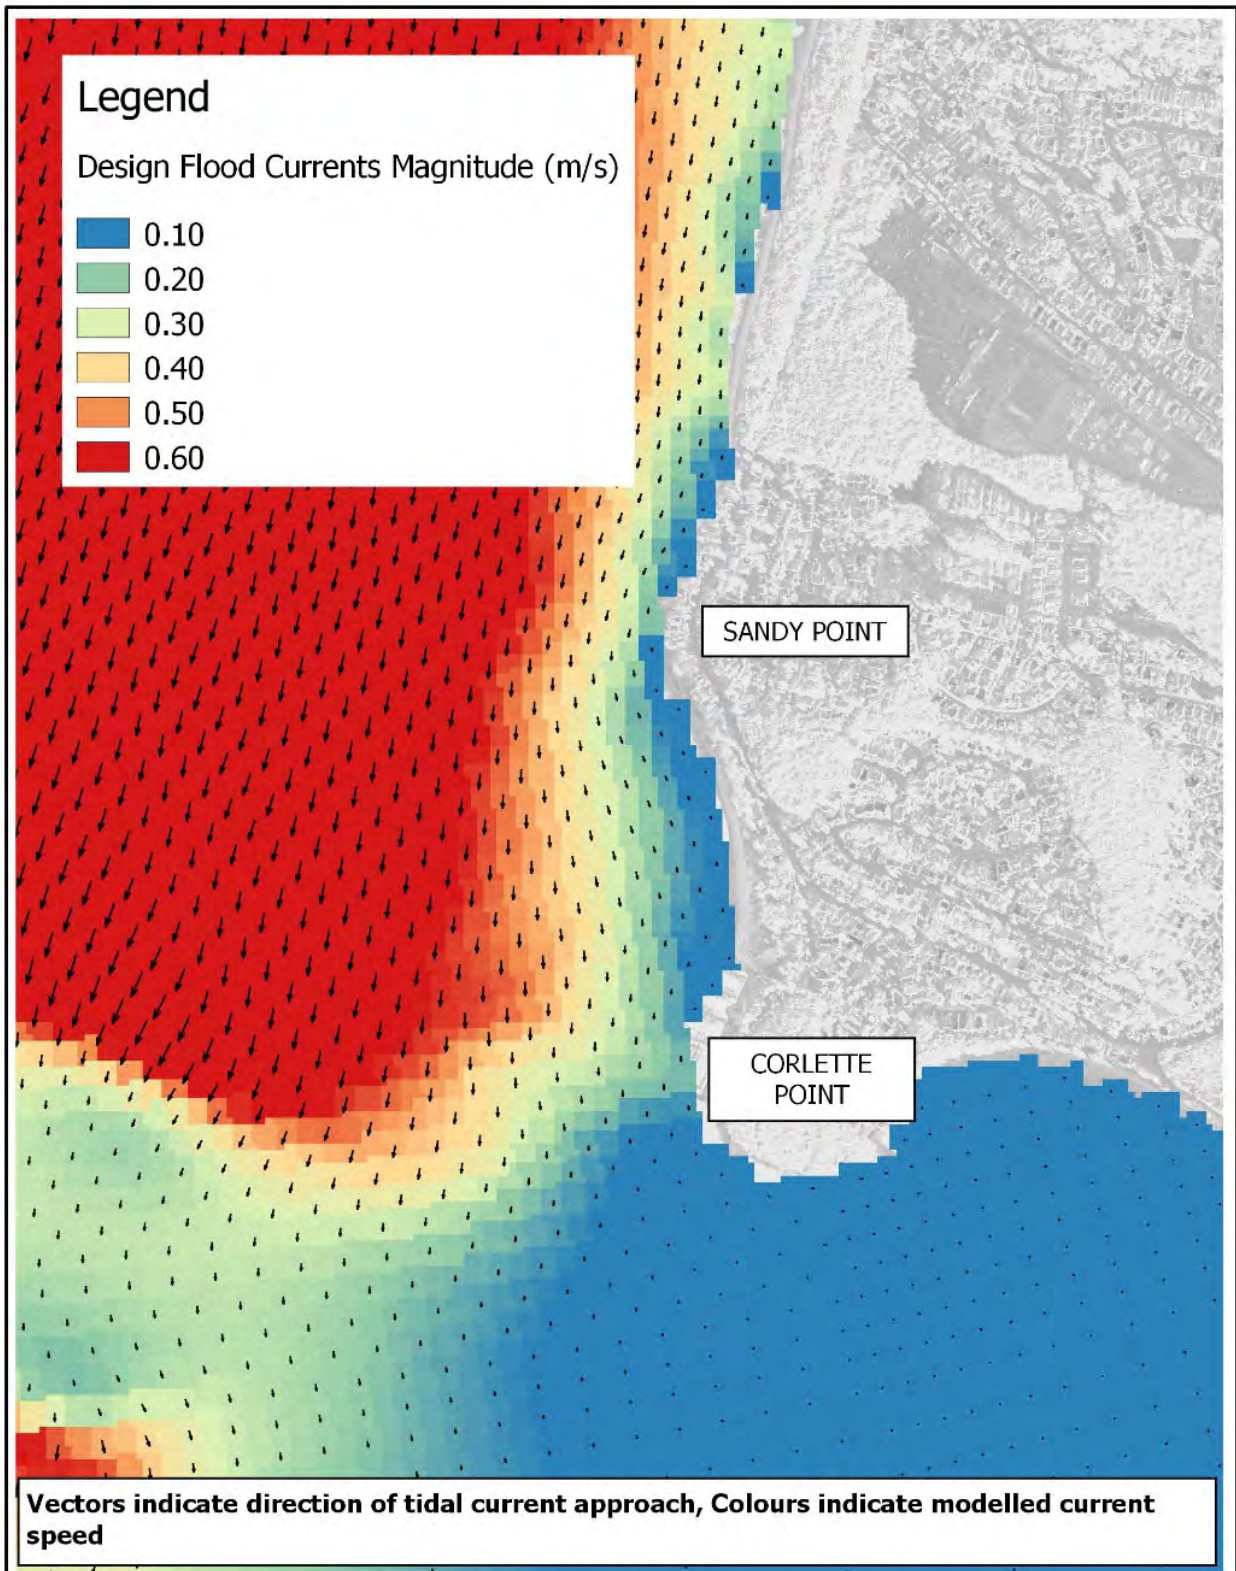 Legend
Design Flood Currents Magnitude (m/s)
0.10
0.20
0.30
0.40
0.50
0.60
SANDY POINT
CORLETTE
POINT
Vectors indicate direction of tidal current approach, Colours indicate modelled current
speed